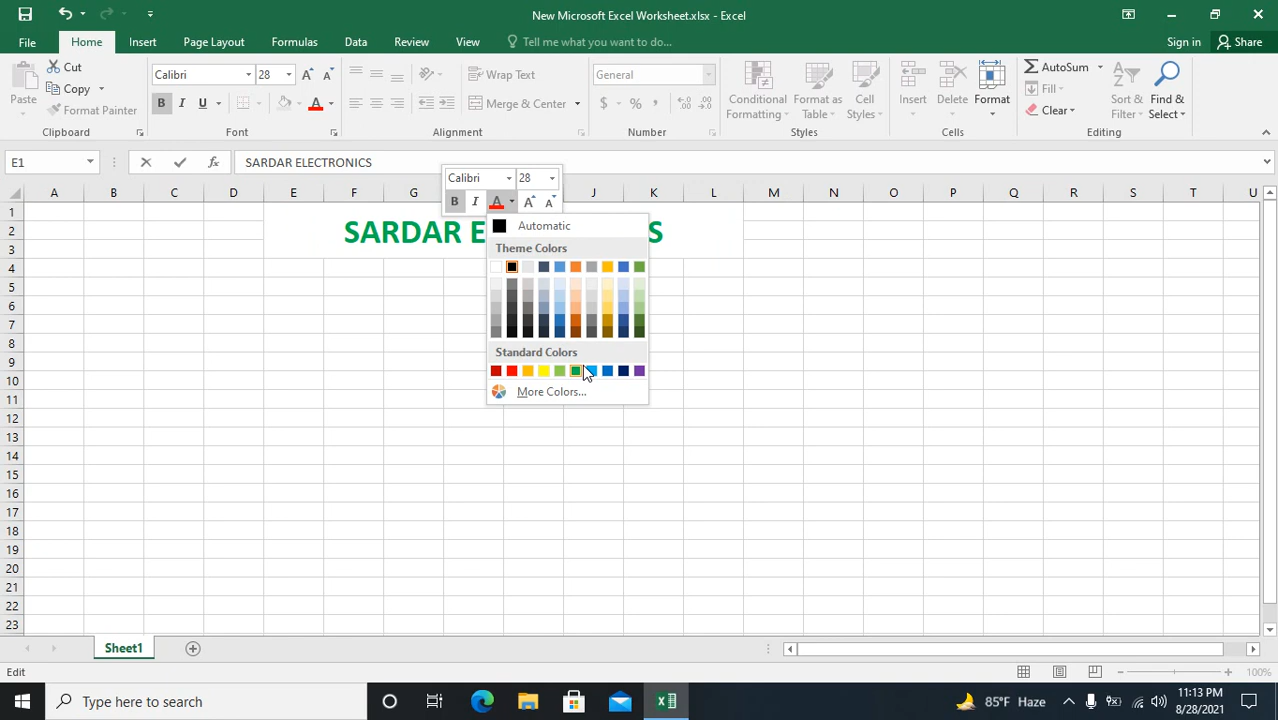 New Microsoft Excel Worksheet.xlsx - Excel
File Home Insert Page Layout Formulas Data Review View Tell me what you want to do... Sign in Share
Paste Cut Copy Format Painter Clipboard
Calibri 28 B I U A Font
Wrap Text Merge & Center Alignment
General $ % , Number
Conditional Formatting Format as Table Cell Styles Styles
Insert Delete Format Cells
AutoSum Fill Clear Sort & Filter Find & Select Editing
E1 fx SARDAR ELECTRONICS
Calibri 28
B I A A A
A B C D E F G J K L M N O P Q R S T U
1
2 SARDAR E S
3
4
5
6
7
8
9
10
11
12
13
14
15
16
17
18
19
20
21
22
23
Automatic
Theme Colors
Standard Colors
More Colors...
Sheet1
Edit 100%
Type here to search
85°F Haze
11:13 PM
8/28/2021